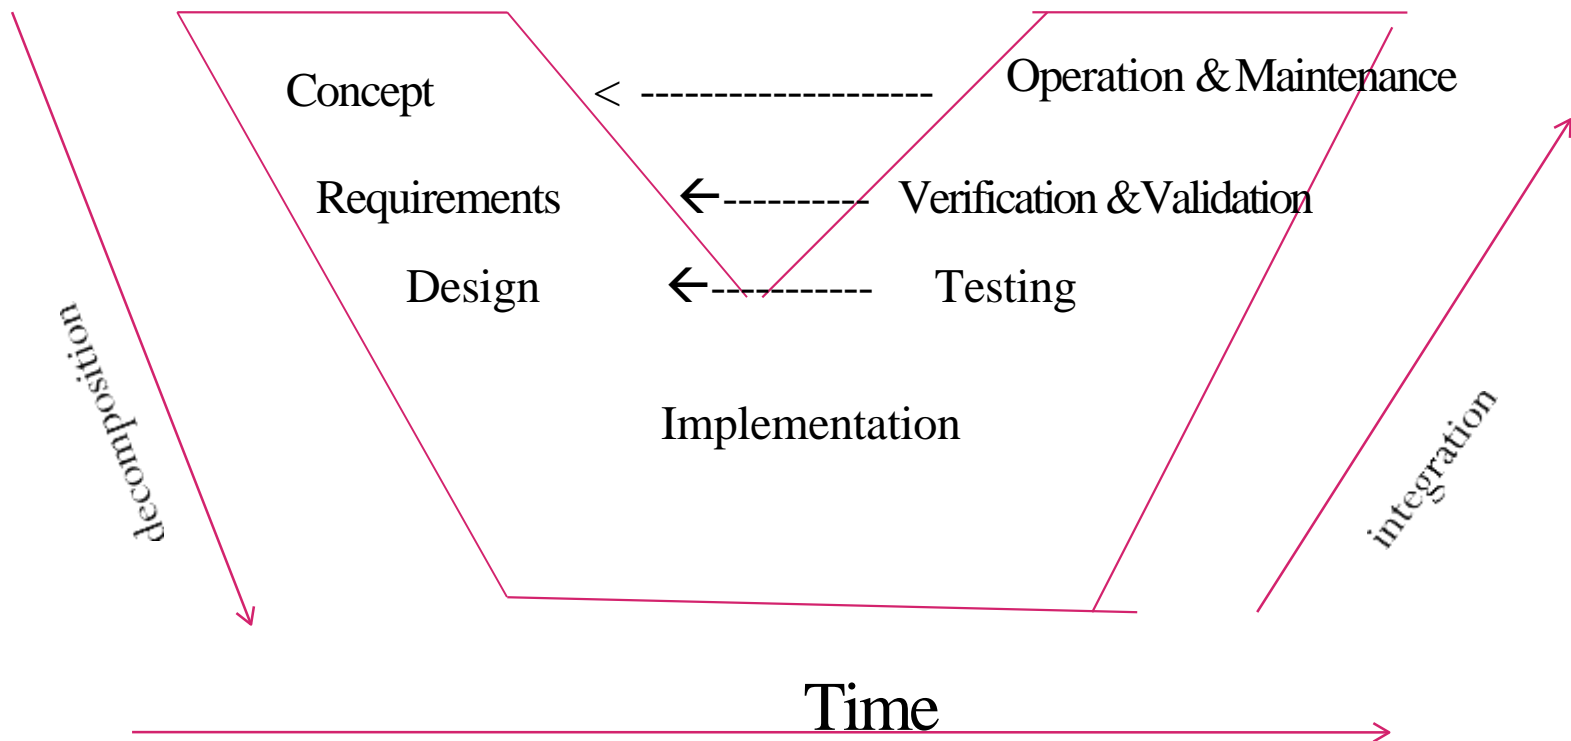 Concept < -------------------- Operation & Maintenance
Requirements ←---------- Verification &Validation
Design ←----------- Testing
decomposition
Implementation
integration
Time